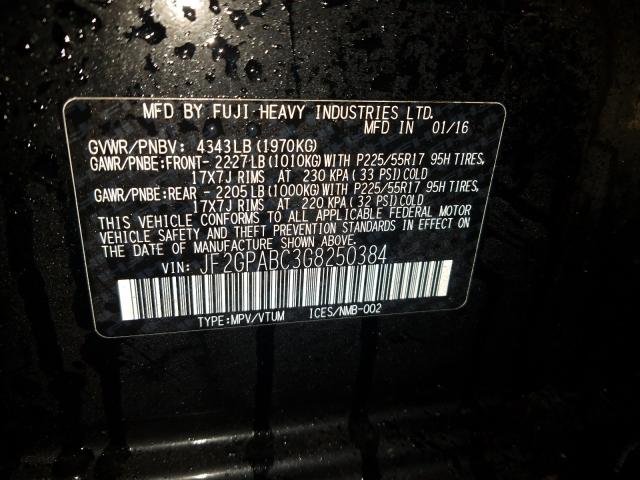 MFD BY FUJI HEAVY INDUSTRIES LTD.
MFD IN 01/16
GVWR/PNBV: 4343LB (1970KG)
GAWR/PNBE:FRONT- 2227LB (1010KG) WITH P225/55R17 95H TIRES,
17X7J RIMS AT 230 KPA (33 PSI) COLD
GAWR/PNBE:REAR - 2205LB (1000KG) WITH P225/55R17 95H TIRES,
17X7J RIMS AT 220 KPA (32 PSI) COLD
THIS VEHICLE CONFORMS TO ALL APPLICABLE FEDERAL MOTOR
VEHICLE SAFETY AND THEFT PREVENTION STANDARDS IN EFFECT ON
THE DATE OF MANUFACTURE SHOWN ABOVE.
VIN: JF2GPABC3G8250384
TYPE:MPV/VTUM ICES/NMB-002